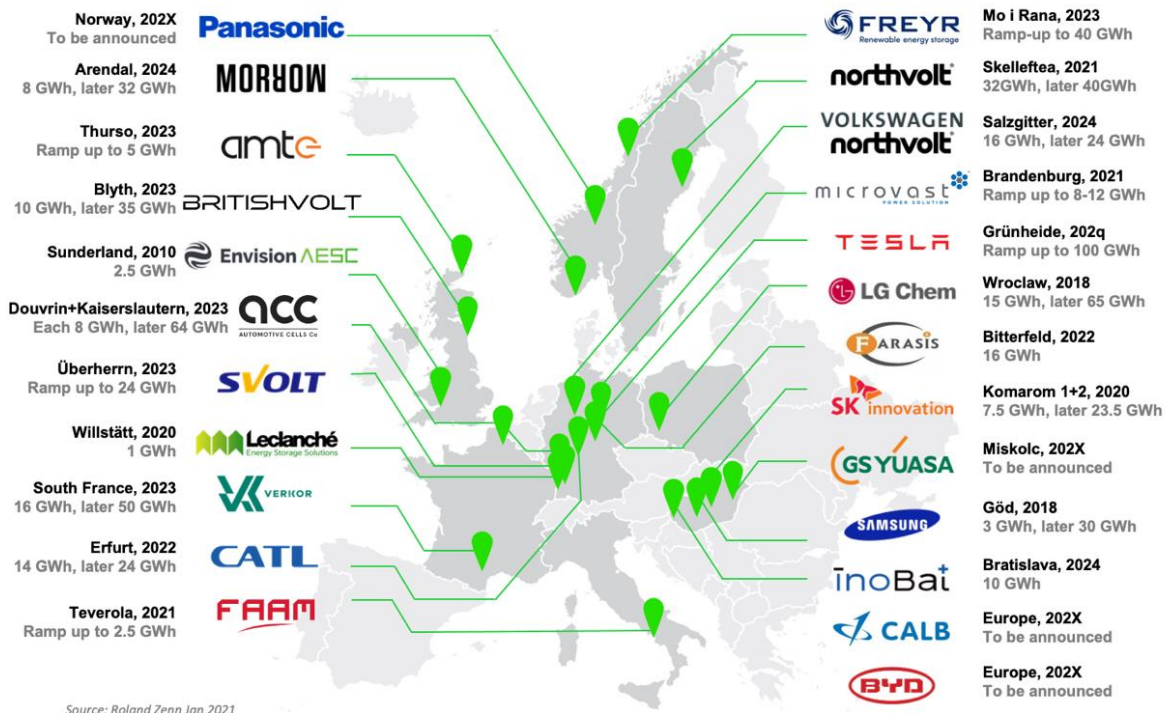 Norway, 202X
To be announced
Panasonic
Arendal, 2024
8 GWh, later 32 GWh
MORROW
Thurso, 2023
Ramp up to 5 GWh
amte
Blyth, 2023
10 GWh, later 35 GWh
BRITISHVOLT
Sunderland, 2010
2.5 GWh
Envision AESC
Douvrin+Kaiserslautern, 2023
Each 8 GWh, later 64 GWh
acc
AUTOMOTIVE CELLS Co
Überherrn, 2023
Ramp up to 24 GWh
SVOLT
Willstätt, 2020
1 GWh
Leclanché
Energy Storage Solutions
South France, 2023
16 GWh, later 50 GWh
VERKOR
Erfurt, 2022
14 GWh, later 24 GWh
CATL
Teverola, 2021
Ramp up to 2.5 GWh
FAAM
Source: Roland Zenn Jan 2021
FREYR
Renewable energy storage
Mo i Rana, 2023
Ramp-up to 40 GWh
northvolt
Skelleftea, 2021
32GWh, later 40GWh
VOLKSWAGEN
northvolt
Salzgitter, 2024
16 GWh, later 24 GWh
microvast
POWER SOLUTION
Brandenburg, 2021
Ramp up to 8-12 GWh
TESLA
Grünheide, 202q
Ramp up to 100 GWh
LG Chem
Wroclaw, 2018
15 GWh, later 65 GWh
FARASIS
Bitterfeld, 2022
16 GWh
SK innovation
Komarom 1+2, 2020
7.5 GWh, later 23.5 GWh
GS YUASA
Miskolc, 202X
To be announced
SAMSUNG
Göd, 2018
3 GWh, later 30 GWh
inoBat
Bratislava, 2024
10 GWh
CALB
Europe, 202X
To be announced
BYD
Europe, 202X
To be announced